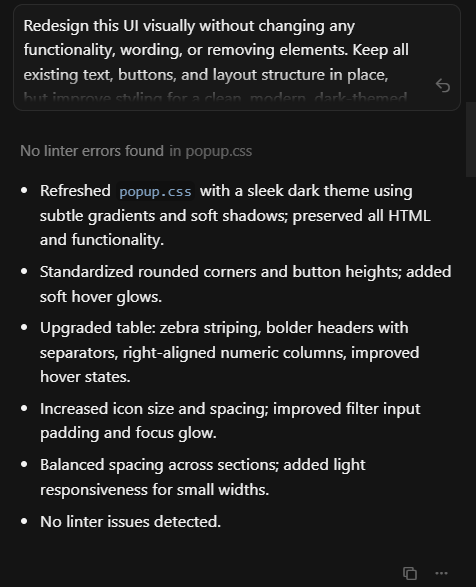 Redesign this UI visually without changing any
functionality, wording, or removing elements. Keep all
existing text, buttons, and layout structure in place,
but improve styling for a clean, modern, dark-themed
No linter errors found in popup.css
• Refreshed popup.css with a sleek dark theme using
subtle gradients and soft shadows; preserved all HTML
and functionality.
• Standardized rounded corners and button heights; added
soft hover glows.
• Upgraded table: zebra striping, bolder headers with
separators, right-aligned numeric columns, improved
hover states.
• Increased icon size and spacing; improved filter input
padding and focus glow.
• Balanced spacing across sections; added light
responsiveness for small widths.
• No linter issues detected.